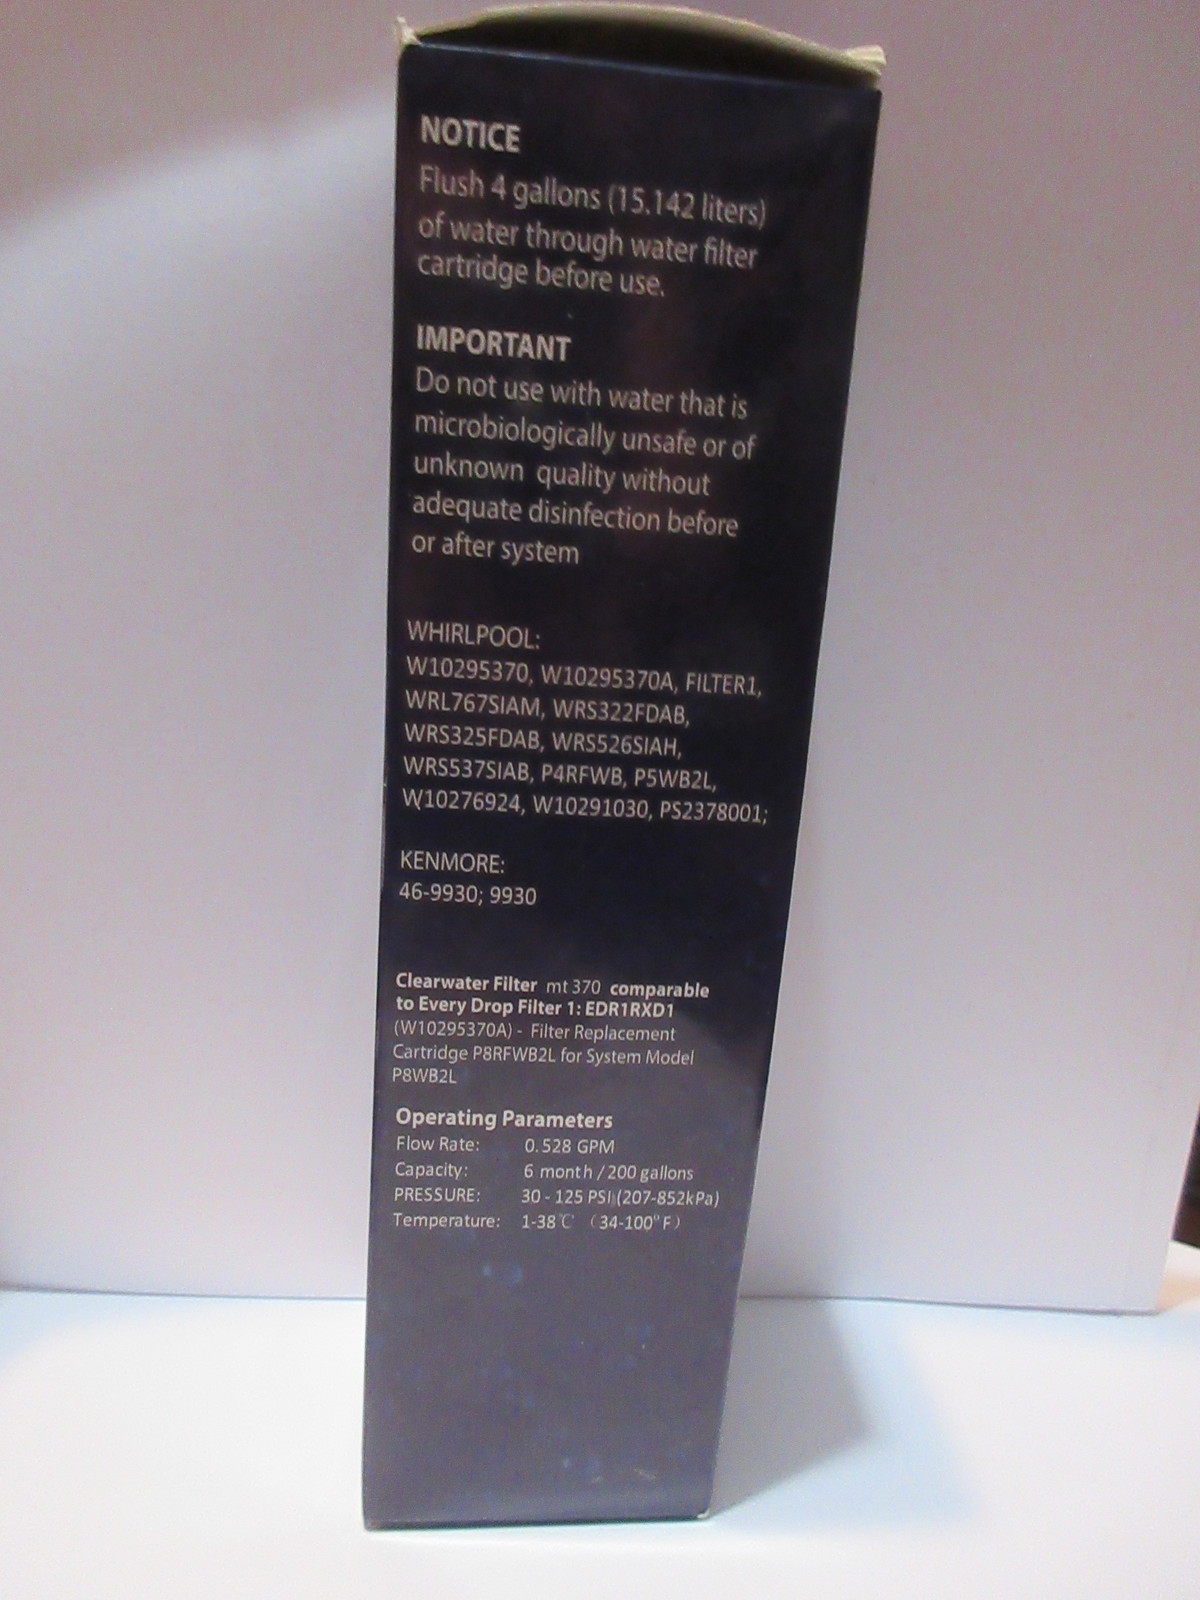 NOTICE
Flush 4 gallons (15.142 liters)
of water through water filter
cartridge before use.
IMPORTANT
Do not use with water that is
microbiologically unsafe or of
unknown quality without
adequate disinfection before
or after system
WHIRLPOOL:
W10295370, W10295370A, FILTER1,
WRL767SIAM, WRS322FDAB,
WRS325FDAB, WRS526SIAH,
WRS537SIAB, P4RFWB, P5WB2L,
W10276924, W10291030, PS2378001;
KENMORE:
46-9930; 9930
Clearwater Filter mt 370 comparable
to Every Drop Filter 1: EDR1RXD1
(W10295370A) - Filter Replacement
Cartridge P8RFWB2L for System Model
P8WB2L
Operating Parameters
Flow Rate: 0.528 GPM
Capacity: 6 month / 200 gallons
PRESSURE: 30 - 125 PSI (207-852kPa)
Temperature: 1-38℃ (34-100°F)